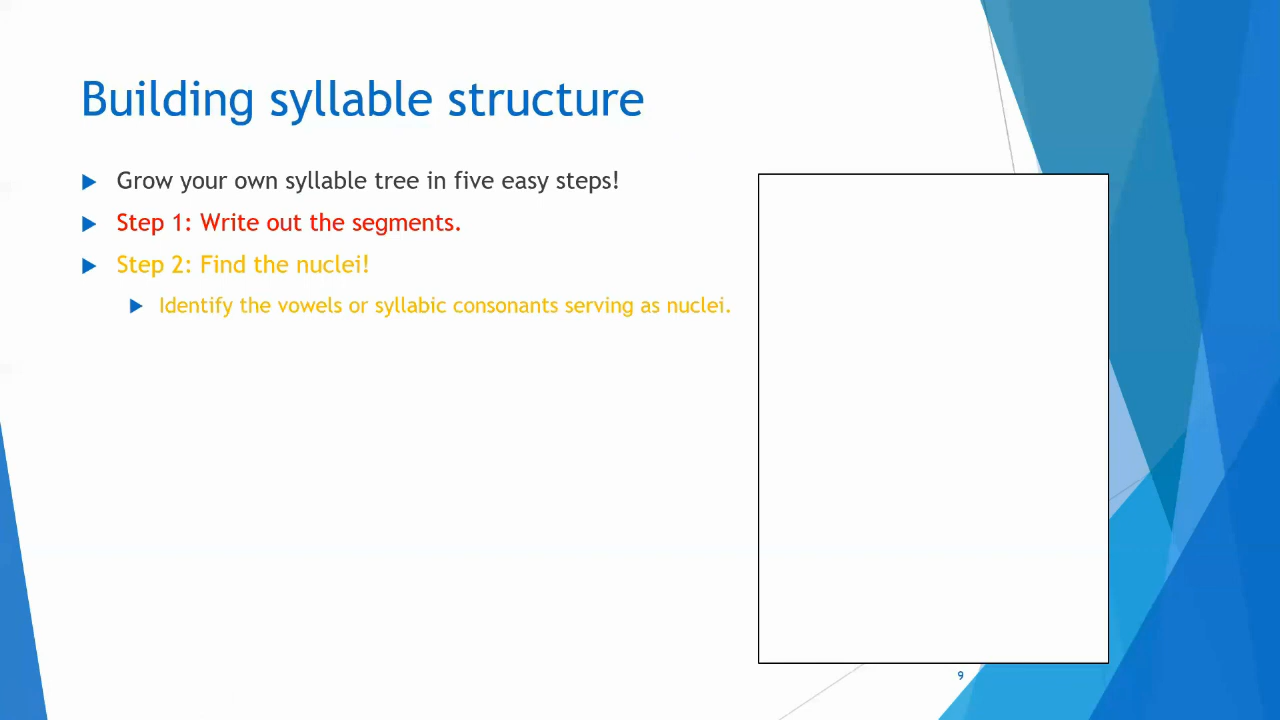 Building syllable structure
Grow your own syllable tree in five easy steps!
Step 1: Write out the segments.
Step 2: Find the nuclei!
Identify the vowels or syllabic consonants serving as nuclei.
9